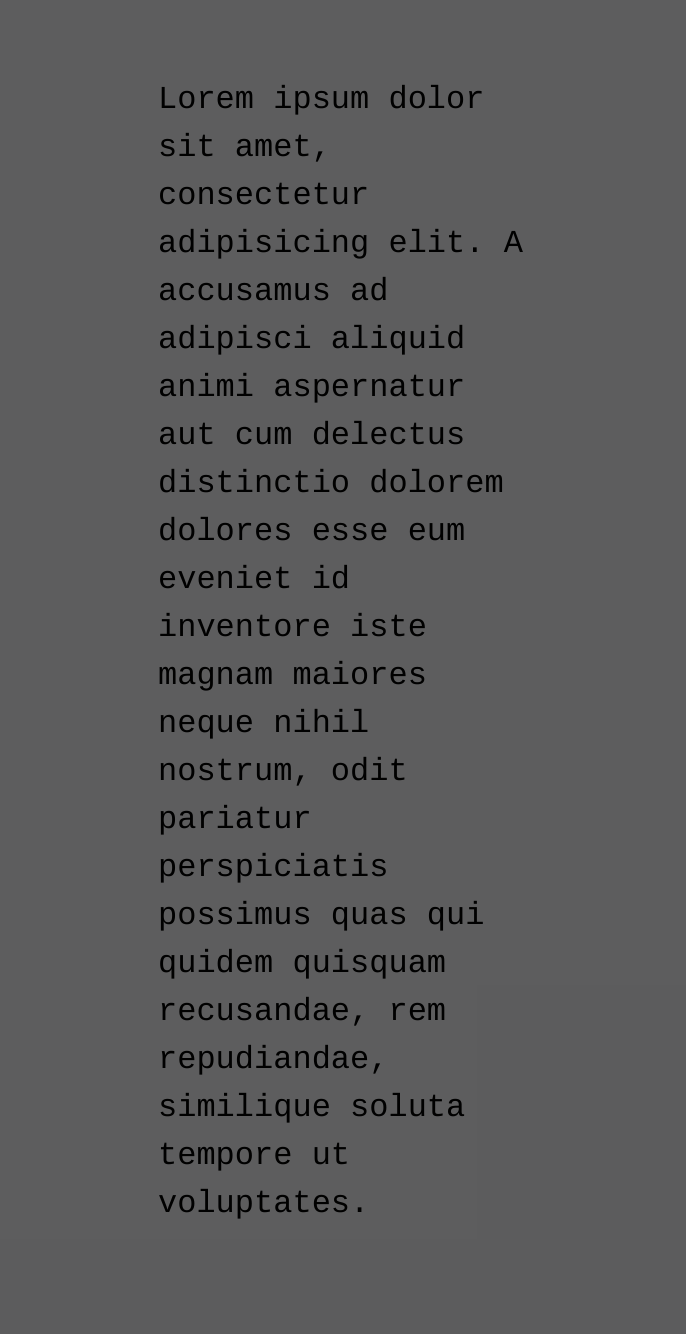 Lorem ipsum dolor
sit amet,
consectetur
adipisicing elit. A
accusamus ad
adipisci aliquid
animi aspernatur
aut cum delectus
distinctio dolorem
dolores esse eum
eveniet id
inventore iste
magnam maiores
neque nihil
nostrum, odit
pariatur
perspiciatis
possimus quas qui
quidem quisquam
recusandae, rem
repudiandae,
similique soluta
tempore ut
voluptates.